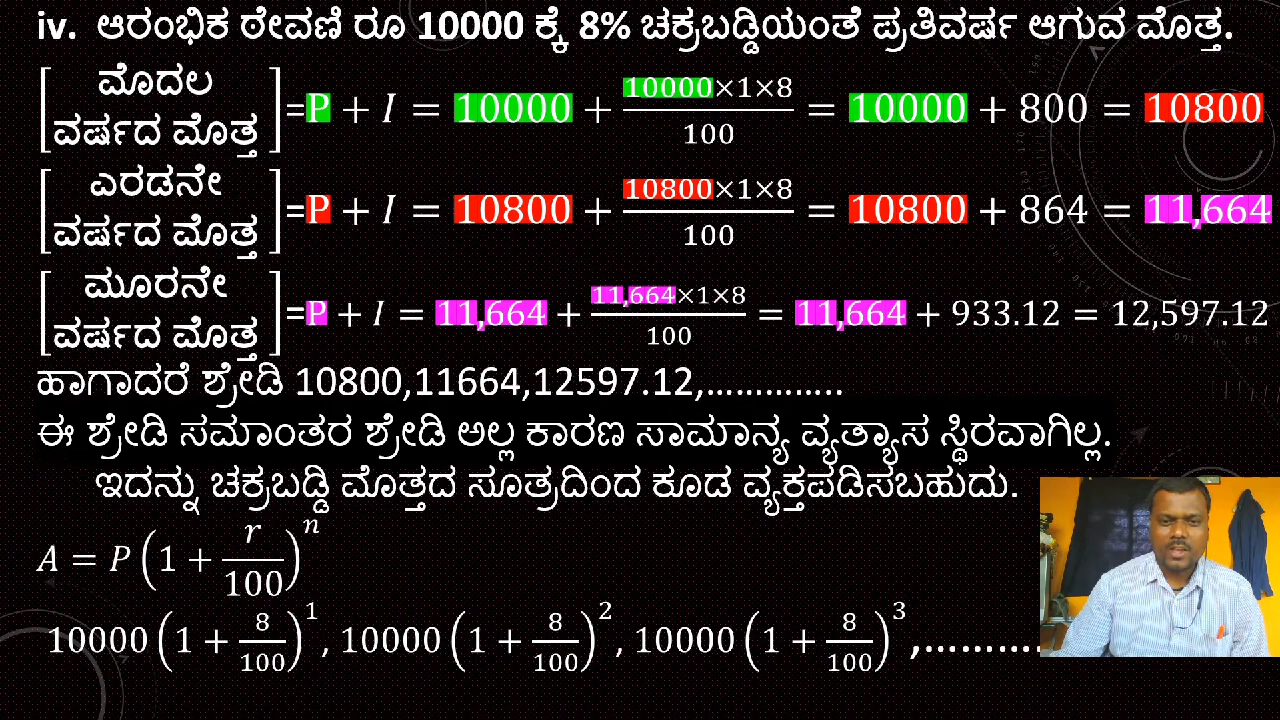 iv. ಆರಂಭಿಕ ಠೇವಣಿ ರೂ 10000 ಕ್ಕೆ 8% ಚಕ್ರಬಡ್ಡಿಯಂತೆ ಪ್ರತಿವರ್ಷ ಆಗುವ ಮೊತ್ತ.
[ಮೊದಲ ವರ್ಷದ ಮೊತ್ತ] =P + I = 10000 + (10000×1×8)/100 = 10000 + 800 = 10800
[ಎರಡನೇ ವರ್ಷದ ಮೊತ್ತ] =P + I = 10800 + (10800×1×8)/100 = 10800 + 864 = 11,664
[ಮೂರನೇ ವರ್ಷದ ಮೊತ್ತ] =P + I = 11,664 + (11,664×1×8)/100 = 11,664 + 933.12 = 12,597.12
ಹಾಗಾದರೆ ಶ್ರೇಡಿ 10800,11664,12597.12,..............
ಈ ಶ್ರೇಡಿ ಸಮಾಂತರ ಶ್ರೇಡಿ ಅಲ್ಲ ಕಾರಣ ಸಾಮಾನ್ಯ ವ್ಯತ್ಯಾಸ ಸ್ಥಿರವಾಗಿಲ್ಲ.
ಇದನ್ನು ಚಕ್ರಬಡ್ಡಿ ಮೊತ್ತದ ಸೂತ್ರದಿಂದ ಕೂಡ ವ್ಯಕ್ತಪಡಿಸಬಹುದು.
A = P(1 + r/100)^n
10000(1 + 8/100)^1, 10000(1 + 8/100)^2, 10000(1 + 8/100)^3,..........